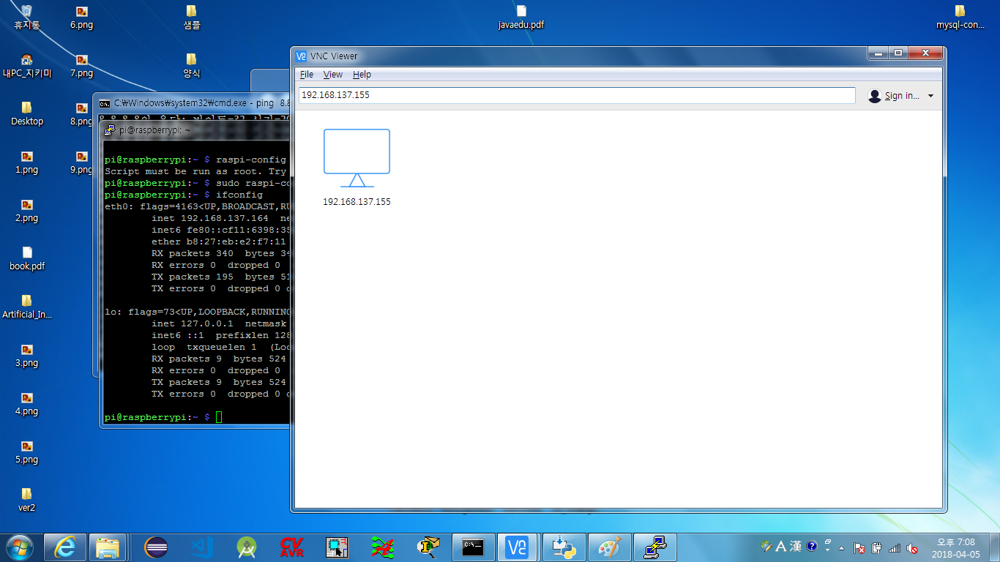 휴지통
6.png
샘플
javaedu.pdf
mysql-con...
내PC_지키미
7.png
양식
Desktop
8.png
1.png
9.png
2.png
book.pdf
Artificial_In...
3.png
4.png
5.png
ver2
C:₩Windows₩system32₩cmd.exe - ping 8.8
pi@raspberrypi: ~
pi@raspberrypi:~ $ raspi-config
Script must be run as root. Try
pi@raspberrypi:~ $ sudo raspi-co
pi@raspberrypi:~ $ ifconfig
eth0: flags=4163<UP,BROADCAST,RU
inet 192.168.137.164 ne
inet6 fe80::cf11:6398:35
ether b8:27:eb:e2:f7:11
RX packets 340 bytes 34
RX errors 0 dropped 0
TX packets 195 bytes 51
TX errors 0 dropped 0 o
lo: flags=73<UP,LOOPBACK,RUNNING
inet 127.0.0.1 netmask
inet6 ::1 prefixlen 128
loop txqueuelen 1 (Loc
RX packets 9 bytes 524
RX errors 0 dropped 0
TX packets 9 bytes 524
TX errors 0 dropped 0 o
pi@raspberrypi:~ $
VNC Viewer
File View Help
192.168.137.155
Sign in...
192.168.137.155
CV
AVR
A 漢
오후 7:08
2018-04-05